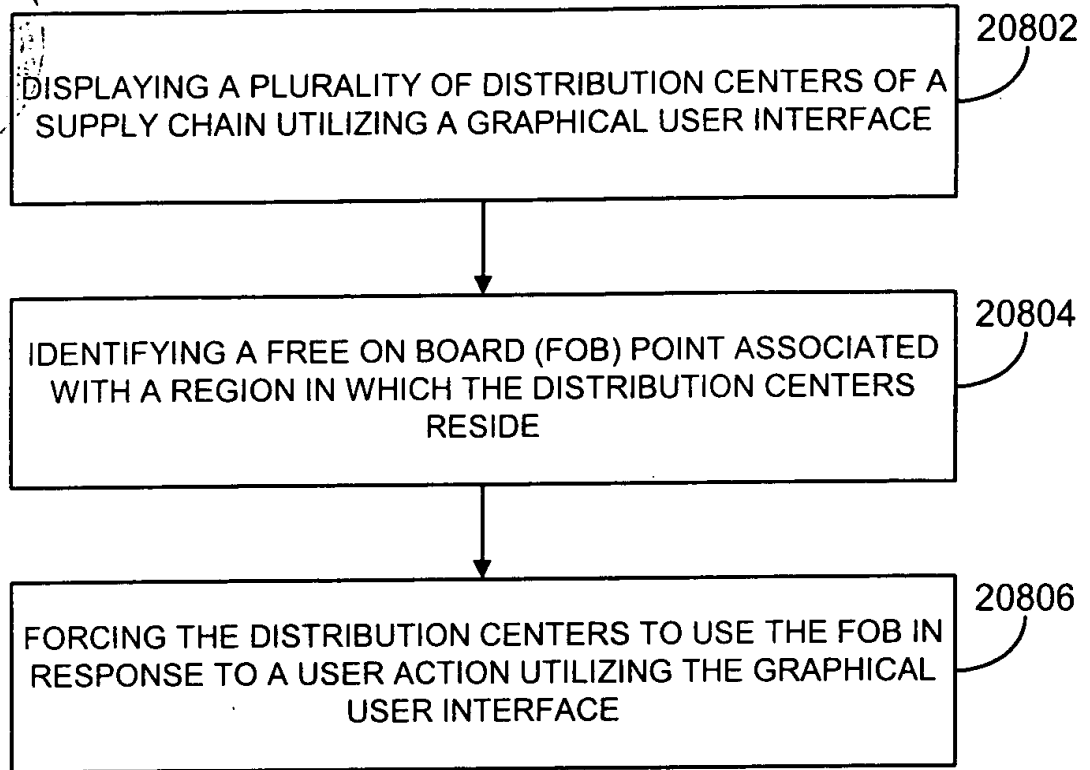 20802
DISPLAYING A PLURALITY OF DISTRIBUTION CENTERS OF A
SUPPLY CHAIN UTILIZING A GRAPHICAL USER INTERFACE
20804
IDENTIFYING A FREE ON BOARD (FOB) POINT ASSOCIATED
WITH A REGION IN WHICH THE DISTRIBUTION CENTERS
RESIDE
20806
FORCING THE DISTRIBUTION CENTERS TO USE THE FOB IN
RESPONSE TO A USER ACTION UTILIZING THE GRAPHICAL
USER INTERFACE